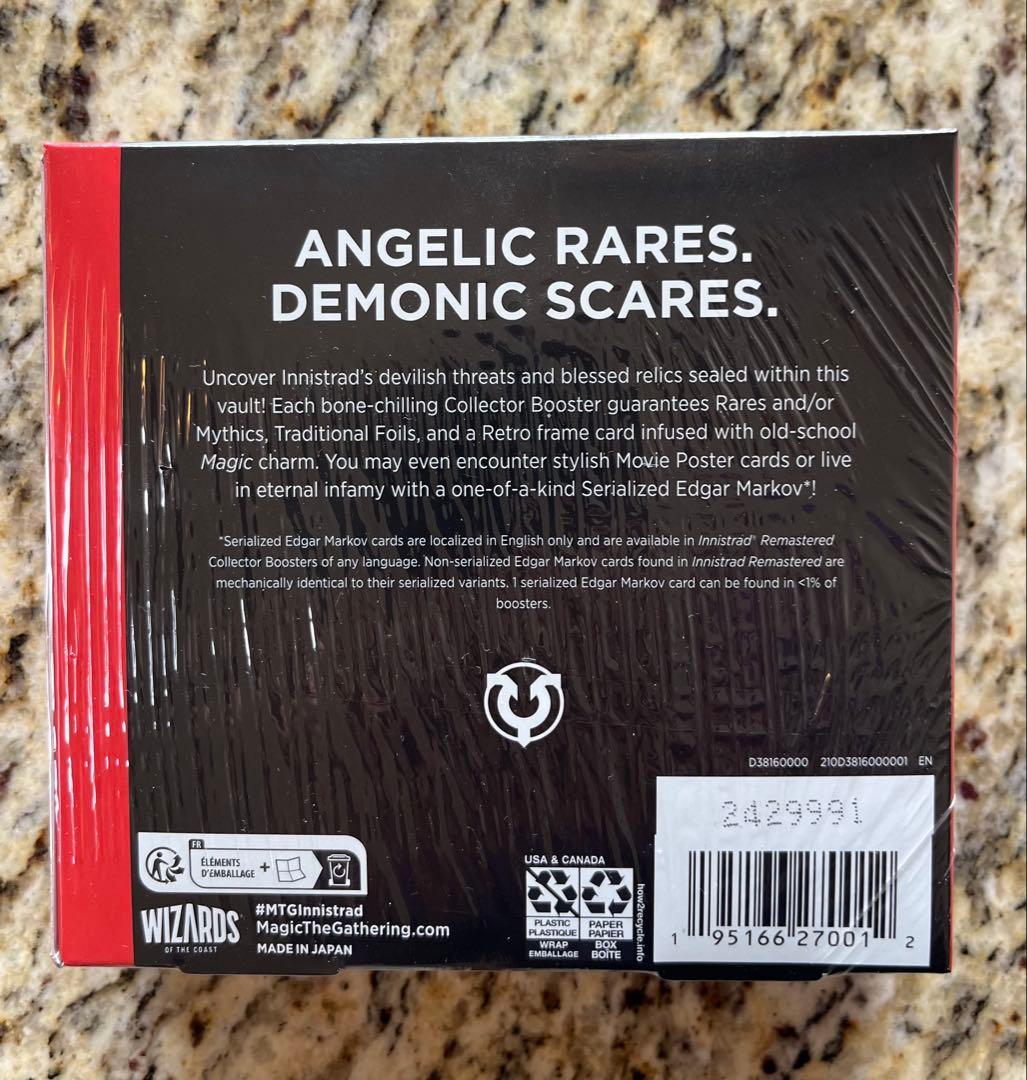 ANGELIC RARES.
DEMONIC SCARES.
Uncover Innistrad's devilish threats and blessed relics sealed within this
vault! Each bone-chilling Collector Booster guarantees Rares and/or
Mythics, Traditional Foils, and a Retro frame card infused with old-school
Magic charm. You may even encounter stylish Movie Poster cards or live
in eternal infamy with a one-of-a-kind Serialized Edgar Markov*!
*Serialized Edgar Markov cards are localized in English only and are available in Innistrad® Remastered
Collector Boosters of any language. Non-serialized Edgar Markov cards found in Innistrad Remastered are
mechanically identical to their serialized variants. 1 serialized Edgar Markov card can be found in <1% of
boosters.
D38160000 210D3816000001 EN
2429991
1 95166 27001 2
FR
ÉLÉMENTS
D'EMBALLAGE
+
WIZARDS
OF THE COAST
#MTGInnistrad
MagicTheGathering.com
MADE IN JAPAN
USA & CANADA
PLASTIC
PLASTIQUE
WRAP
EMBALLAGE
PAPER
PAPIER
BOX
BOÎTE
how2recycle.info